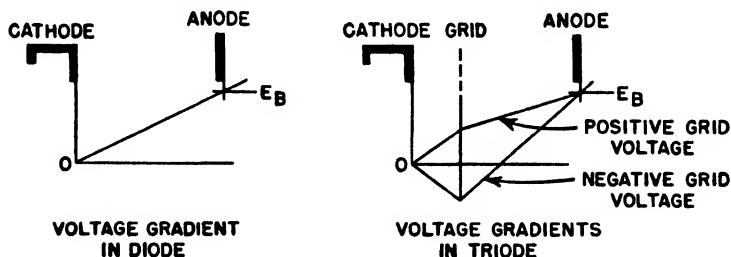 CATHODE
ANODE
E_B
O
VOLTAGE GRADIENT
IN DIODE
CATHODE GRID
ANODE
E_B
POSITIVE GRID
VOLTAGE
O
NEGATIVE GRID
VOLTAGE
VOLTAGE GRADIENTS
IN TRIODE